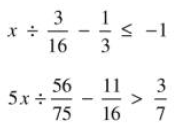 x ÷ 3/16 − 1/3 ≤ −1
5x ÷ 56/75 − 11/16 > 3/7